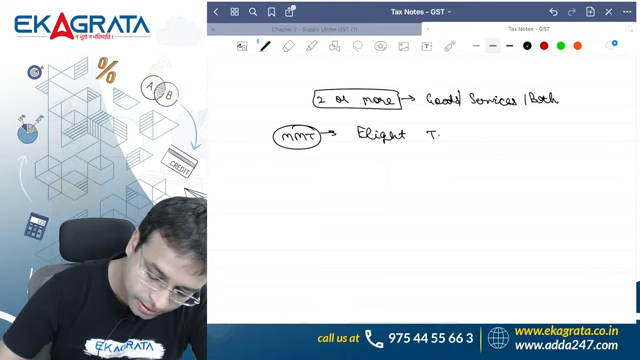 EKAGRATA
Tax Notes - GST
Chapter 2 - Supply Under GST (1)
Tax Notes - GST
2 or more → Goods/ Services / Both
MMT → Flight T.
%
A
B
CREDIT
EKAGRATA
call us at 975 44 55 66 3
www.ekagrata.co.in
www.adda247.com